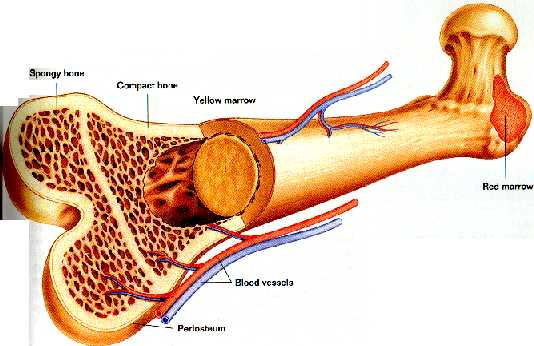 Spongy bone
Compact bone
Yellow marrow
Red marrow
Blood vessels
Periosteum